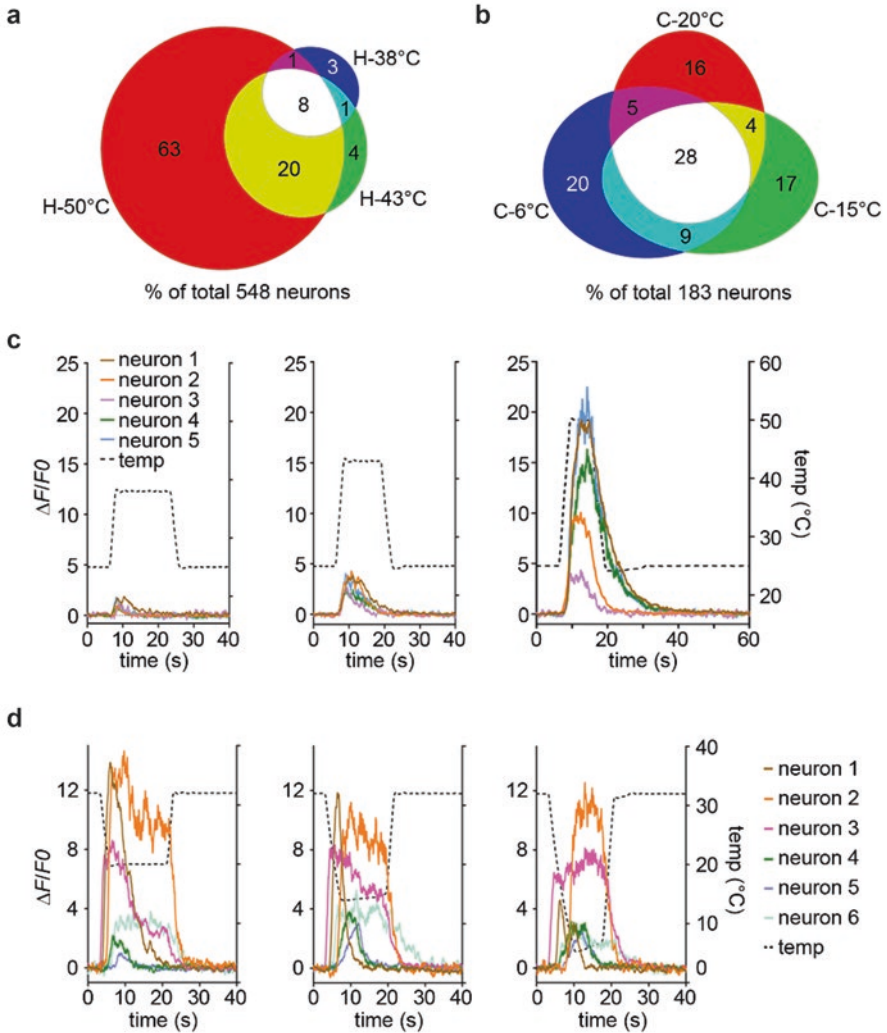 a
H-38°C
1
3
8
1
63
20
4
H-50°C
H-43°C
% of total 548 neurons
b
C-20°C
16
5
4
28
20
17
C-6°C
C-15°C
9
% of total 183 neurons
c
25
20
15
10
5
0
ΔF/F0
neuron 1
neuron 2
neuron 3
neuron 4
neuron 5
temp
0 10 20 30 40
time (s)
25
20
15
10
5
0
0 10 20 30 40
time (s)
25
20
15
10
5
0
60
50
40
30
20
temp (°C)
0 20 40 60
time (s)
d
12
8
4
0
ΔF/F0
0 10 20 30 40
time (s)
12
8
4
0
0 10 20 30 40
time (s)
12
8
4
0
40
30
20
10
0
temp (°C)
0 10 20 30 40
time (s)
neuron 1
neuron 2
neuron 3
neuron 4
neuron 5
neuron 6
temp